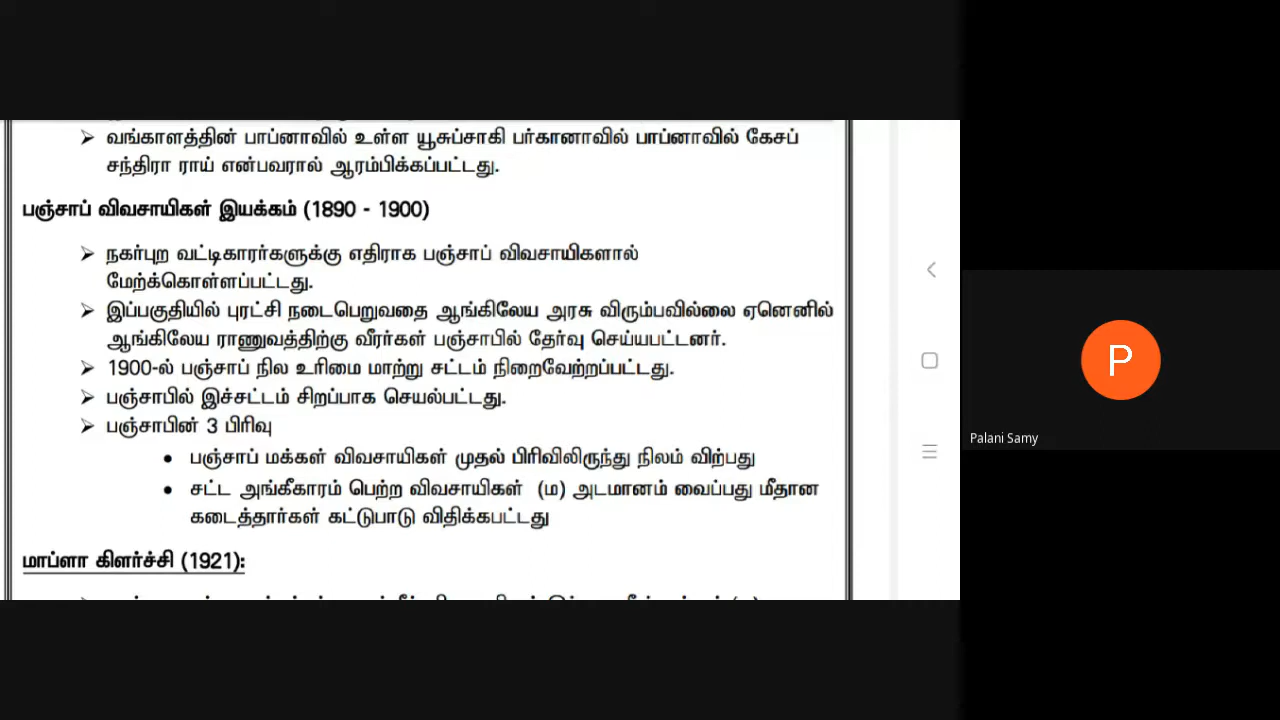 ➢ வங்காளத்தின் பாப்னாவில் உள்ள யூசுப்சாகி பர்கானாவில் பாப்னாவில் கேசப்
சந்திரா ராய் என்பவரால் ஆரம்பிக்கப்பட்டது.
பஞ்சாப் விவசாயிகள் இயக்கம் (1890 - 1900)
➢ நகர்புற வட்டிகாரர்களுக்கு எதிராக பஞ்சாப் விவசாயிகளால்
மேற்க்கொள்ளப்பட்டது.
➢ இப்பகுதியில் புரட்சி நடைபெறுவதை ஆங்கிலேய அரசு விரும்பவில்லை ஏனெனில்
ஆங்கிலேய ராணுவத்திற்கு வீரர்கள் பஞ்சாபில் தேர்வு செய்யபட்டனர்.
➢ 1900-ல் பஞ்சாப் நில உரிமை மாற்று சட்டம் நிறைவேற்றப்பட்டது.
➢ பஞ்சாபில் இச்சட்டம் சிறப்பாக செயல்பட்டது.
➢ பஞ்சாபின் 3 பிரிவு
• பஞ்சாப் மக்கள் விவசாயிகள் முதல் பிரிவிலிருந்து நிலம் விற்பது
• சட்ட அங்கீகாரம் பெற்ற விவசாயிகள் (ம) அடமானம் வைப்பது மீதான
கடைத்தார்கள் கட்டுபாடு விதிக்கபட்டது
மாப்ளா கிளர்ச்சி (1921):
P
Palani Samy